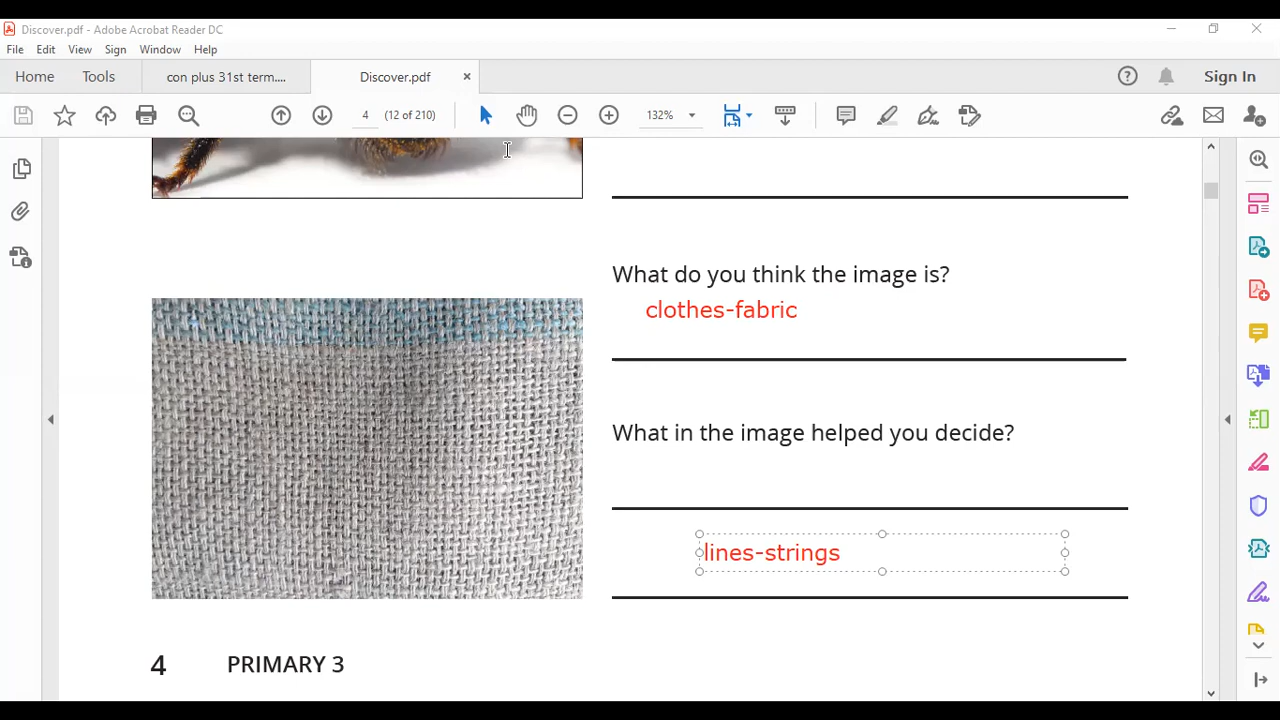 Discover.pdf - Adobe Acrobat Reader DC
File Edit View Sign Window Help
Home Tools con plus 31st term.... Discover.pdf × Sign In
4 (12 of 210) 132%
What do you think the image is?
clothes-fabric
What in the image helped you decide?
lines-strings
4 PRIMARY 3